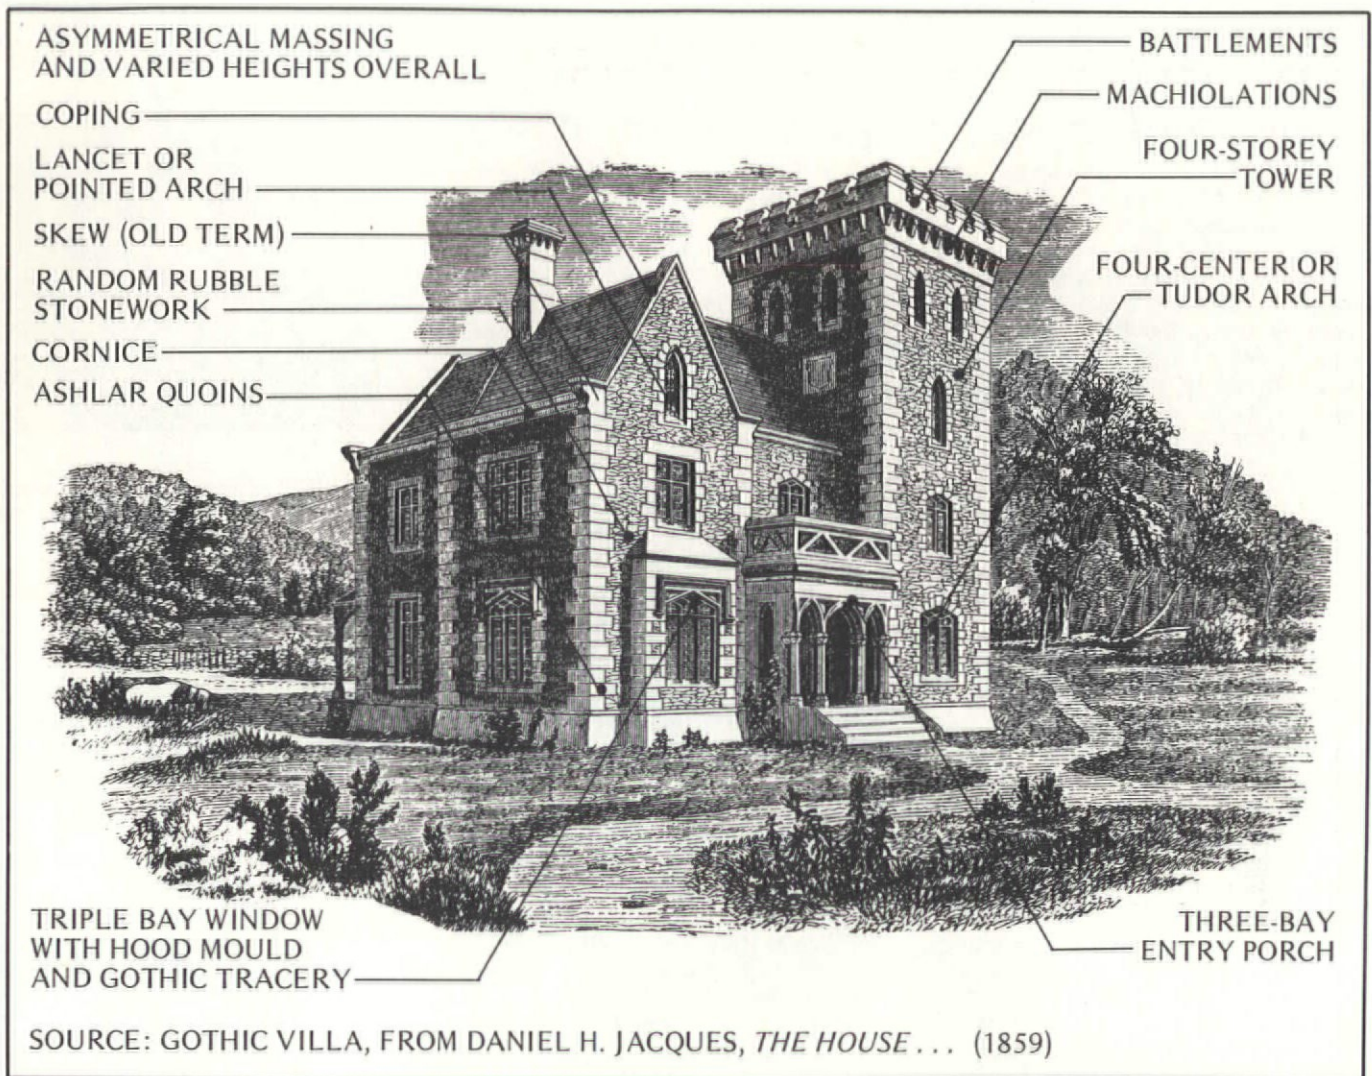 ASYMMETRICAL MASSING
AND VARIED HEIGHTS OVERALL
COPING
LANCET OR
POINTED ARCH
SKEW (OLD TERM)
RANDOM RUBBLE
STONEWORK
CORNICE
ASHLAR QUOINS
BATTLEMENTS
MACHIOLATIONS
FOUR-STOREY
TOWER
FOUR-CENTER OR
TUDOR ARCH
TRIPLE BAY WINDOW
WITH HOOD MOULD
AND GOTHIC TRACERY
THREE-BAY
ENTRY PORCH
SOURCE: GOTHIC VILLA, FROM DANIEL H. JACQUES, THE HOUSE . . . (1859)